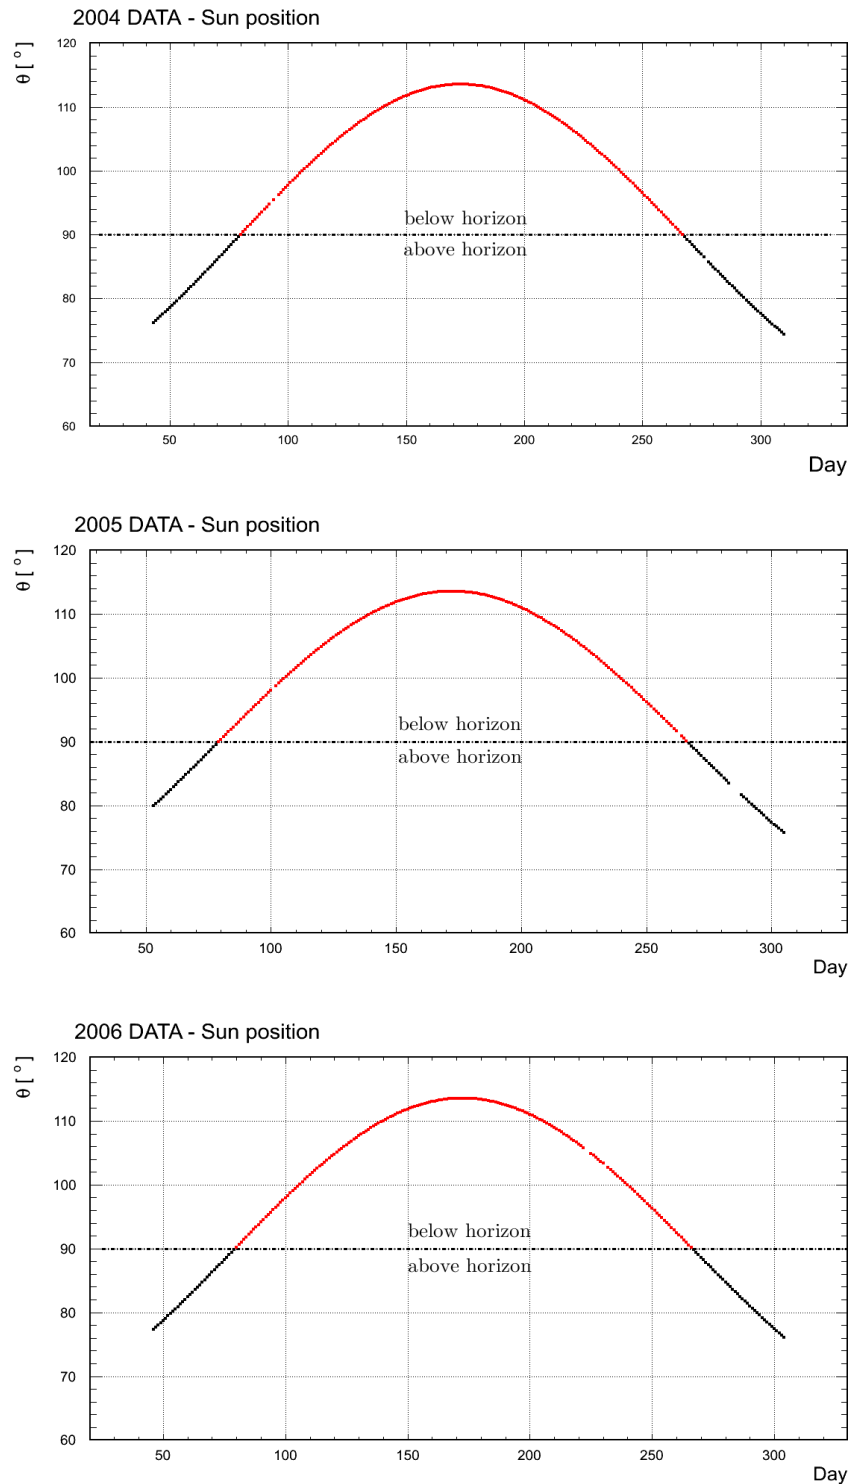 2004 DATA - Sun position
θ [ º ]
120
110
100
90
80
70
60
below horizon
above horizon
50 100 150 200 250 300
Day
2005 DATA - Sun position
θ [ º ]
120
110
100
90
80
70
60
below horizon
above horizon
50 100 150 200 250 300
Day
2006 DATA - Sun position
θ [ º ]
120
110
100
90
80
70
60
below horizon
above horizon
50 100 150 200 250 300
Day